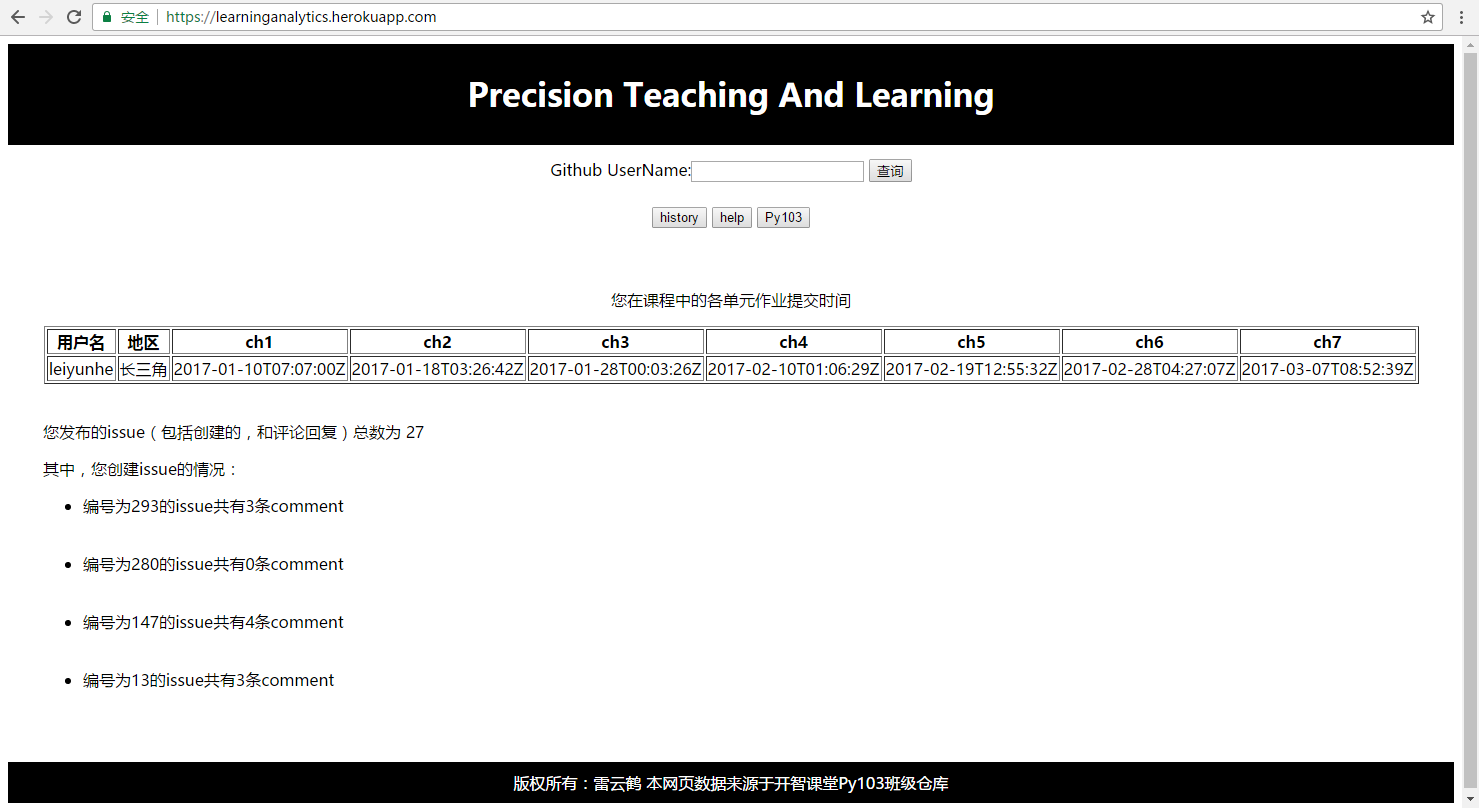 安全 https://learninganalytics.herokuapp.com
Precision Teaching And Learning
Github UserName: 查询
history help Py103
您在课程中的各单元作业提交时间
用户名 地区 ch1 ch2 ch3 ch4 ch5 ch6 ch7
leiyunhe 长三角 2017-01-10T07:07:00Z 2017-01-18T03:26:42Z 2017-01-28T00:03:26Z 2017-02-10T01:06:29Z 2017-02-19T12:55:32Z 2017-02-28T04:27:07Z 2017-03-07T08:52:39Z
您发布的issue（包括创建的，和评论回复）总数为 27
其中，您创建issue的情况：
编号为293的issue共有3条comment
编号为280的issue共有0条comment
编号为147的issue共有4条comment
编号为13的issue共有3条comment
版权所有：雷云鹤 本网页数据来源于开智课堂Py103班级仓库